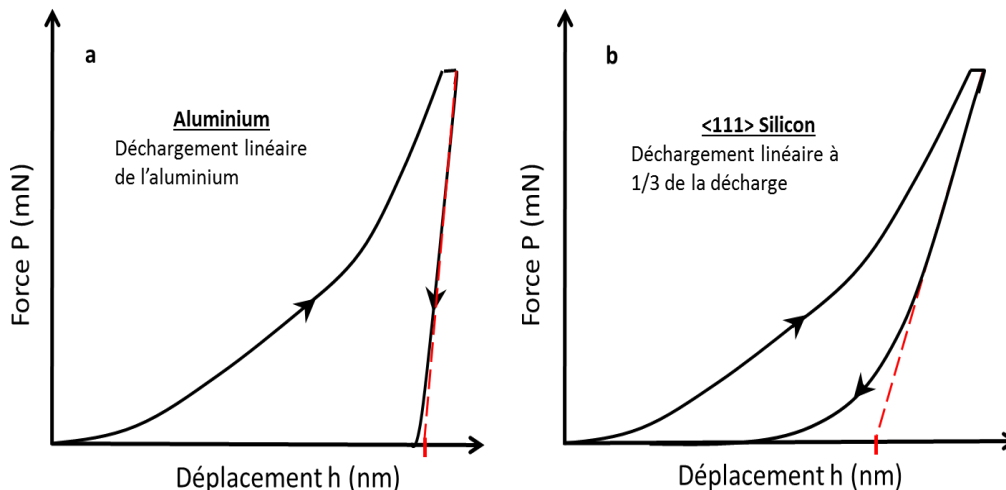 a
Aluminium
Déchargement linéaire
de l'aluminium
Force P (mN)
Déplacement h (nm)
b
<111> Silicon
Déchargement linéaire à
1/3 de la décharge
Force P (mN)
Déplacement h (nm)